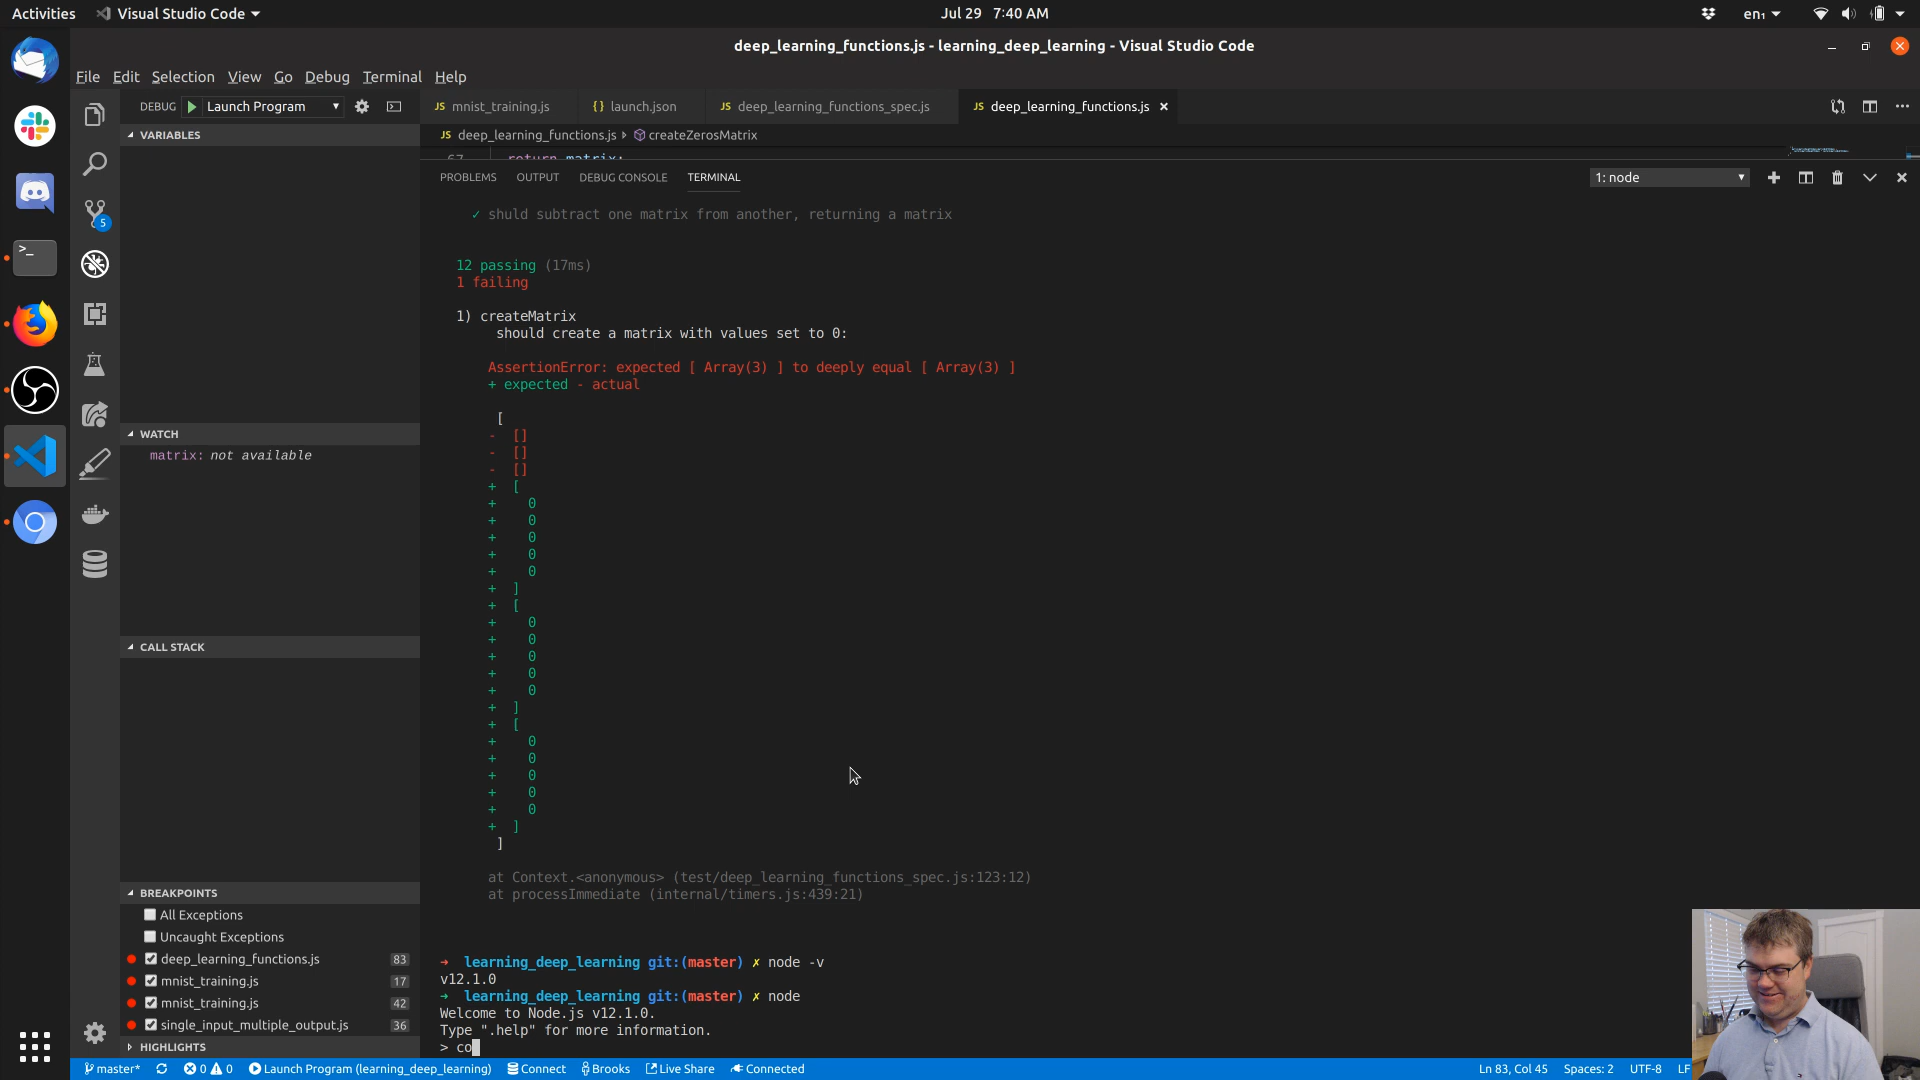 Activities
Visual Studio Code
Jul 29 7:40 AM
en₁
deep_learning_functions.js - learning_deep_learning - Visual Studio Code
File Edit Selection View Go Debug Terminal Help
DEBUG Launch Program
JS mnist_training.js
{} launch.json
JS deep_learning_functions_spec.js
JS deep_learning_functions.js
JS deep_learning_functions.js createZerosMatrix
VARIABLES
67 return matrix;
PROBLEMS OUTPUT DEBUG CONSOLE TERMINAL
1: node
5
✓ shuld subtract one matrix from another, returning a matrix
12 passing (17ms)
1 failing
1) createMatrix
should create a matrix with values set to 0:
AssertionError: expected [ Array(3) ] to deeply equal [ Array(3) ]
+ expected - actual
[
- []
- []
- []
+ [
+ 0
+ 0
+ 0
+ 0
+ 0
+ ]
+ [
+ 0
+ 0
+ 0
+ 0
+ 0
+ ]
+ [
+ 0
+ 0
+ 0
+ 0
+ 0
+ ]
]
at Context.<anonymous> (test/deep_learning_functions_spec.js:123:12)
at processImmediate (internal/timers.js:439:21)
➜ learning_deep_learning git:(master) ✗ node -v
v12.1.0
➜ learning_deep_learning git:(master) ✗ node
Welcome to Node.js v12.1.0.
Type ".help" for more information.
> co
WATCH
matrix: not available
CALL STACK
BREAKPOINTS
All Exceptions
Uncaught Exceptions
deep_learning_functions.js 83
mnist_training.js 17
mnist_training.js 42
single_input_multiple_output.js 36
HIGHLIGHTS
master* 0 0 Launch Program (learning_deep_learning) Connect Brooks Live Share Connected
Ln 83, Col 45 Spaces: 2 UTF-8 LF